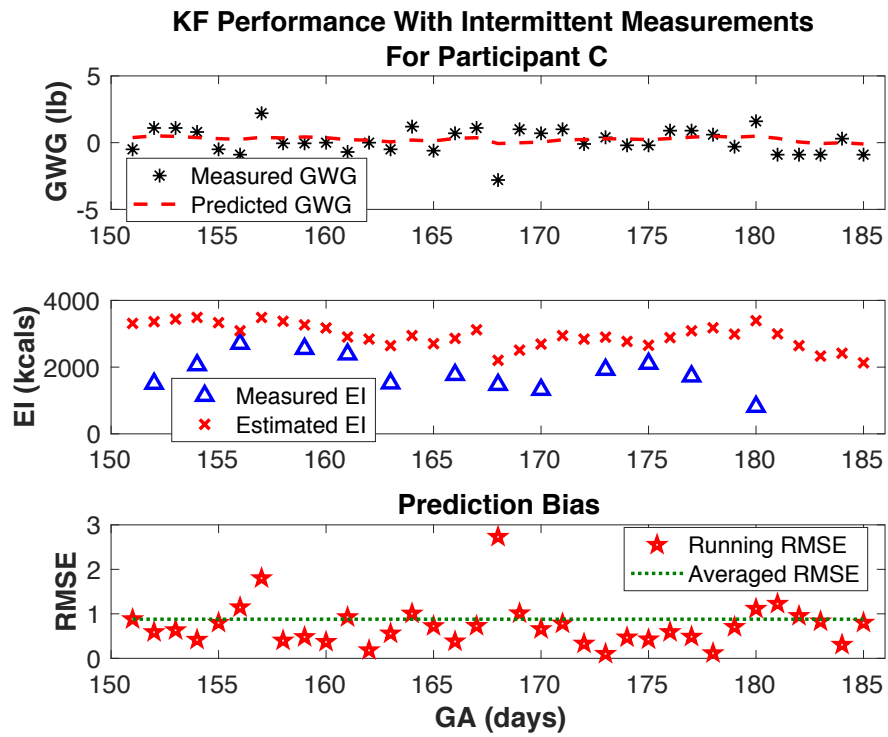 KF Performance With Intermittent Measurements
For Participant C
GWG (lb)
5
0
-5
Measured GWG
Predicted GWG
150 155 160 165 170 175 180 185
EI (kcals)
4000
2000
0
Measured EI
Estimated EI
150 155 160 165 170 175 180 185
Prediction Bias
RMSE
3
2
1
0
Running RMSE
Averaged RMSE
150 155 160 165 170 175 180 185
GA (days)